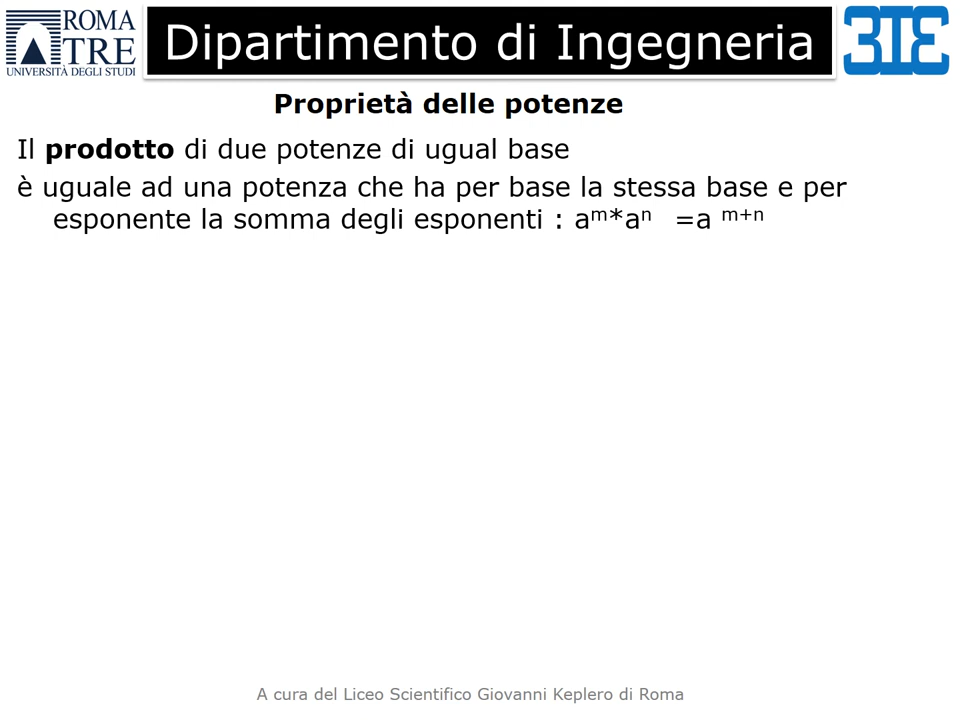 ROMA
TRE
UNIVERSITÀ DEGLI STUDI
Dipartimento di Ingegneria
3TE
Proprietà delle potenze
Il prodotto di due potenze di ugual base
è uguale ad una potenza che ha per base la stessa base e per
esponente la somma degli esponenti : aᵐ*aⁿ =a ᵐ⁺ⁿ
A cura del Liceo Scientifico Giovanni Keplero di Roma